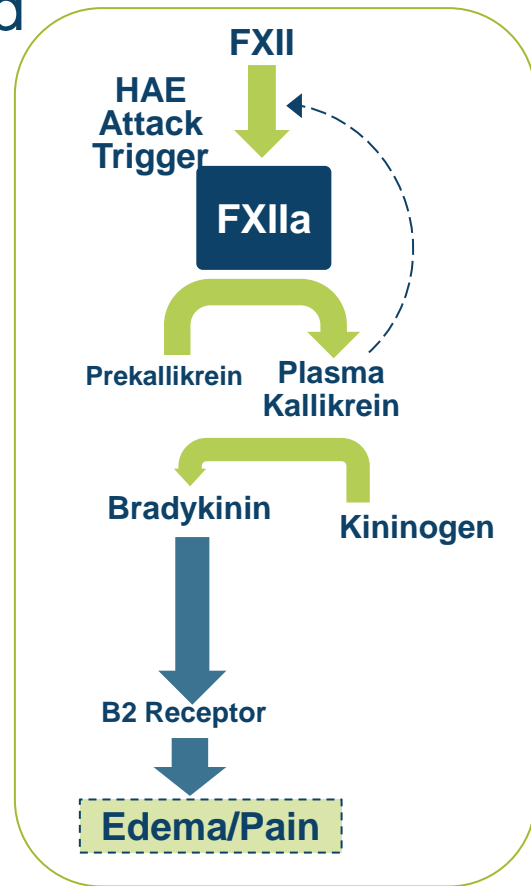 d
FXII
HAE
Attack
Trigger
FXIIa
Prekallikrein
Plasma
Kallikrein
Bradykinin
Kininogen
B2 Receptor
Edema/Pain